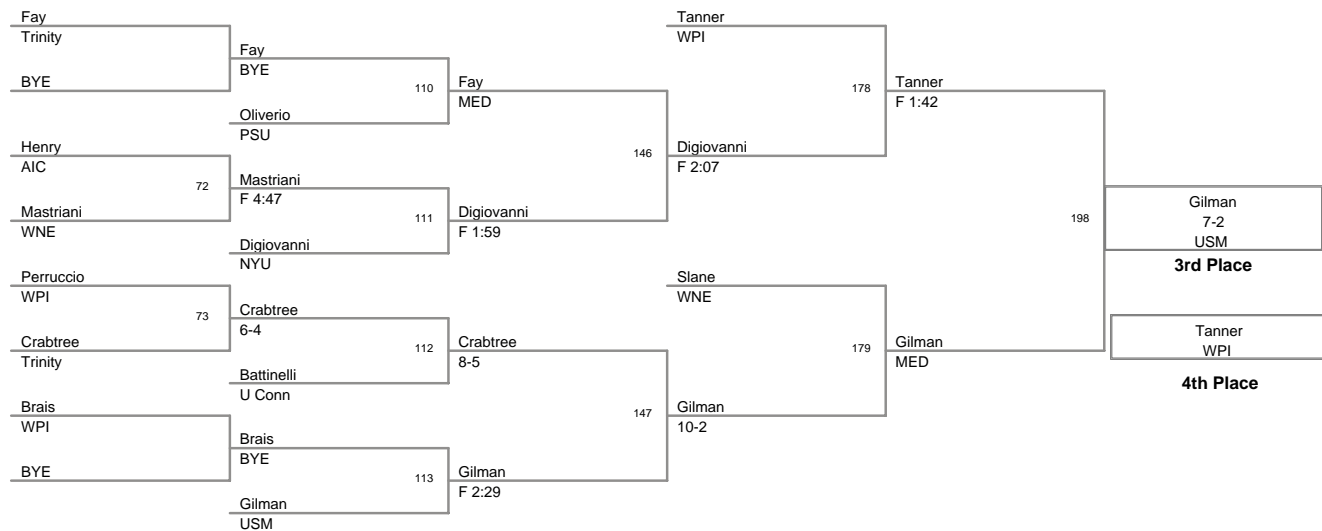 Fay
Trinity
BYE
Henry
AIC
Mastriani
WNE
Perruccio
WPI
Crabtree
Trinity
Brais
WPI
BYE
72
73
Fay
BYE
Oliverio
PSU
Mastriani
F 4:47
Digiovanni
NYU
Crabtree
6-4
Battinelli
U Conn
Brais
BYE
Gilman
USM
110
111
112
113
Fay
MED
Digiovanni
F 1:59
Crabtree
8-5
Gilman
F 2:29
146
147
Tanner
WPI
Digiovanni
F 2:07
Slane
WNE
Gilman
10-2
178
179
Tanner
F 1:42
Gilman
MED
198
Gilman
7-2
USM
3rd Place
Tanner
WPI
4th Place